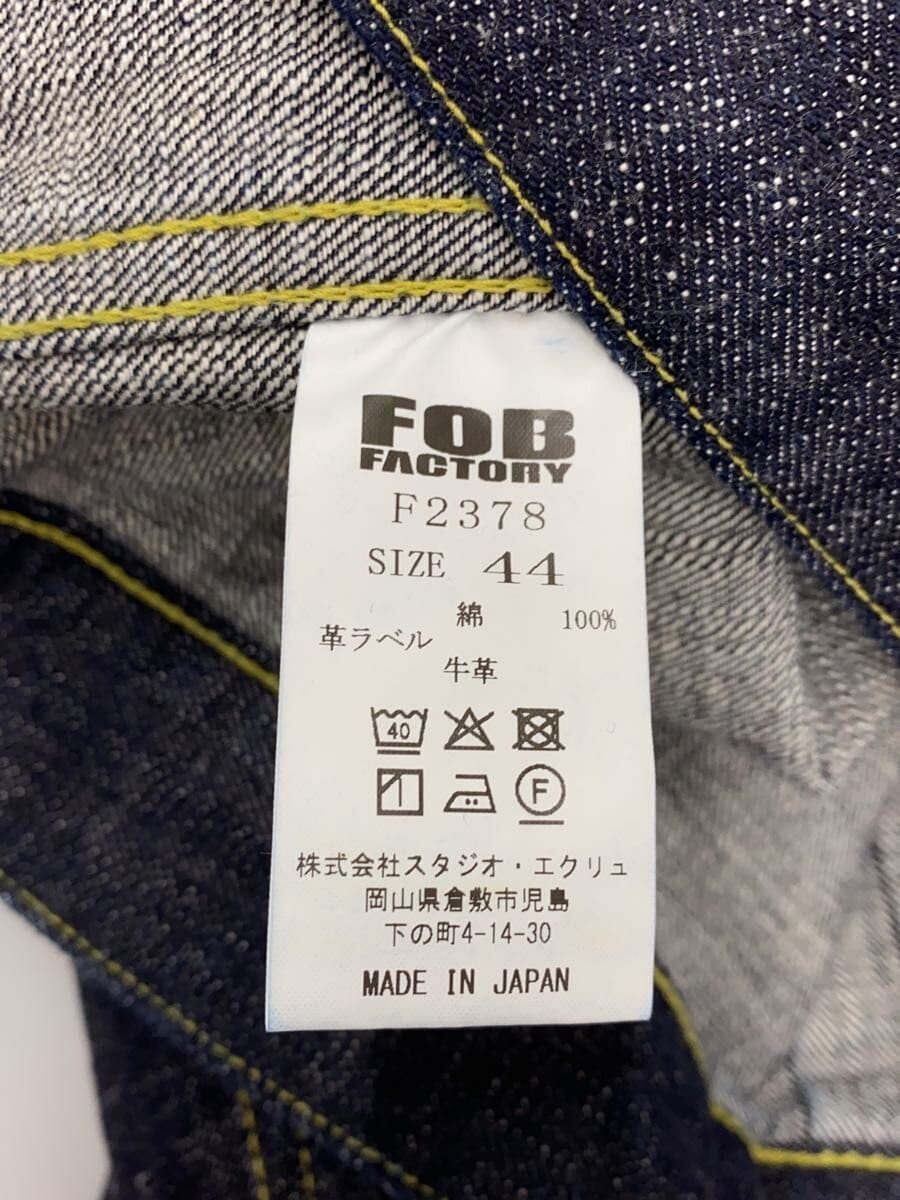 FOB
FACTORY
F2378
SIZE 44
綿 100%
革ラベル
牛革
40
F
株式会社スタジオ・エクリュ
岡山県倉敷市児島
下の町4-14-30
MADE IN JAPAN